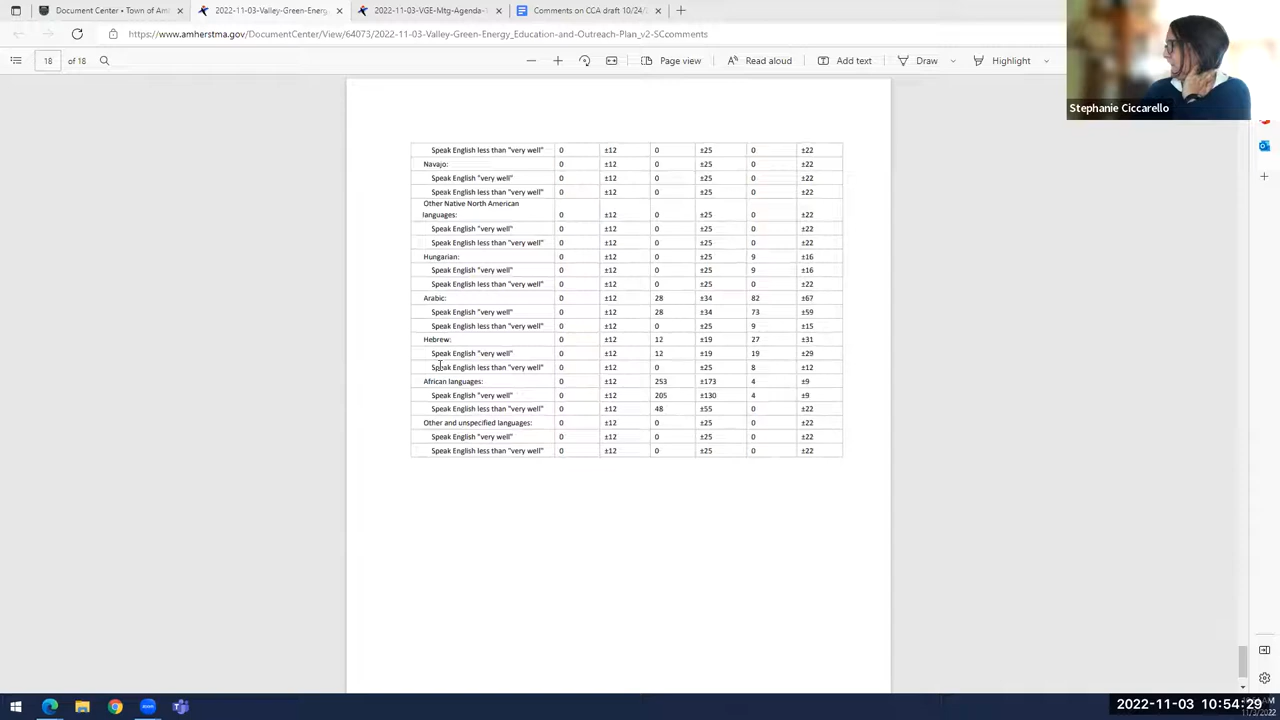 Document Center • Town of Am
2022-11-03-Valley-Green-Energ
2022-11-03-VGE-Mtg-Agenda-
Comments on CCA draft 10/24/
https://www.amherstma.gov/DocumentCenter/View/64073/2022-11-03-Valley-Green-Energy_Education-and-Outreach-Plan_v2-SCcomments
18 of 18
Page view
Read aloud
Add text
Draw
Highlight
Stephanie Ciccarello
Speak English less than "very well" 0 ±12 0 ±25 0 ±22
Navajo: 0 ±12 0 ±25 0 ±22
Speak English "very well" 0 ±12 0 ±25 0 ±22
Speak English less than "very well" 0 ±12 0 ±25 0 ±22
Other Native North American
languages: 0 ±12 0 ±25 0 ±22
Speak English "very well" 0 ±12 0 ±25 0 ±22
Speak English less than "very well" 0 ±12 0 ±25 0 ±22
Hungarian: 0 ±12 0 ±25 9 ±16
Speak English "very well" 0 ±12 0 ±25 9 ±16
Speak English less than "very well" 0 ±12 0 ±25 0 ±22
Arabic: 0 ±12 28 ±34 82 ±67
Speak English "very well" 0 ±12 28 ±34 73 ±59
Speak English less than "very well" 0 ±12 0 ±25 9 ±15
Hebrew: 0 ±12 12 ±19 27 ±31
Speak English "very well" 0 ±12 12 ±19 19 ±29
Speak English less than "very well" 0 ±12 0 ±25 8 ±12
African languages: 0 ±12 253 ±173 4 ±9
Speak English "very well" 0 ±12 205 ±130 4 ±9
Speak English less than "very well" 0 ±12 48 ±55 0 ±22
Other and unspecified languages: 0 ±12 0 ±25 0 ±22
Speak English "very well" 0 ±12 0 ±25 0 ±22
Speak English less than "very well" 0 ±12 0 ±25 0 ±22
2022-11-03 10:54:29